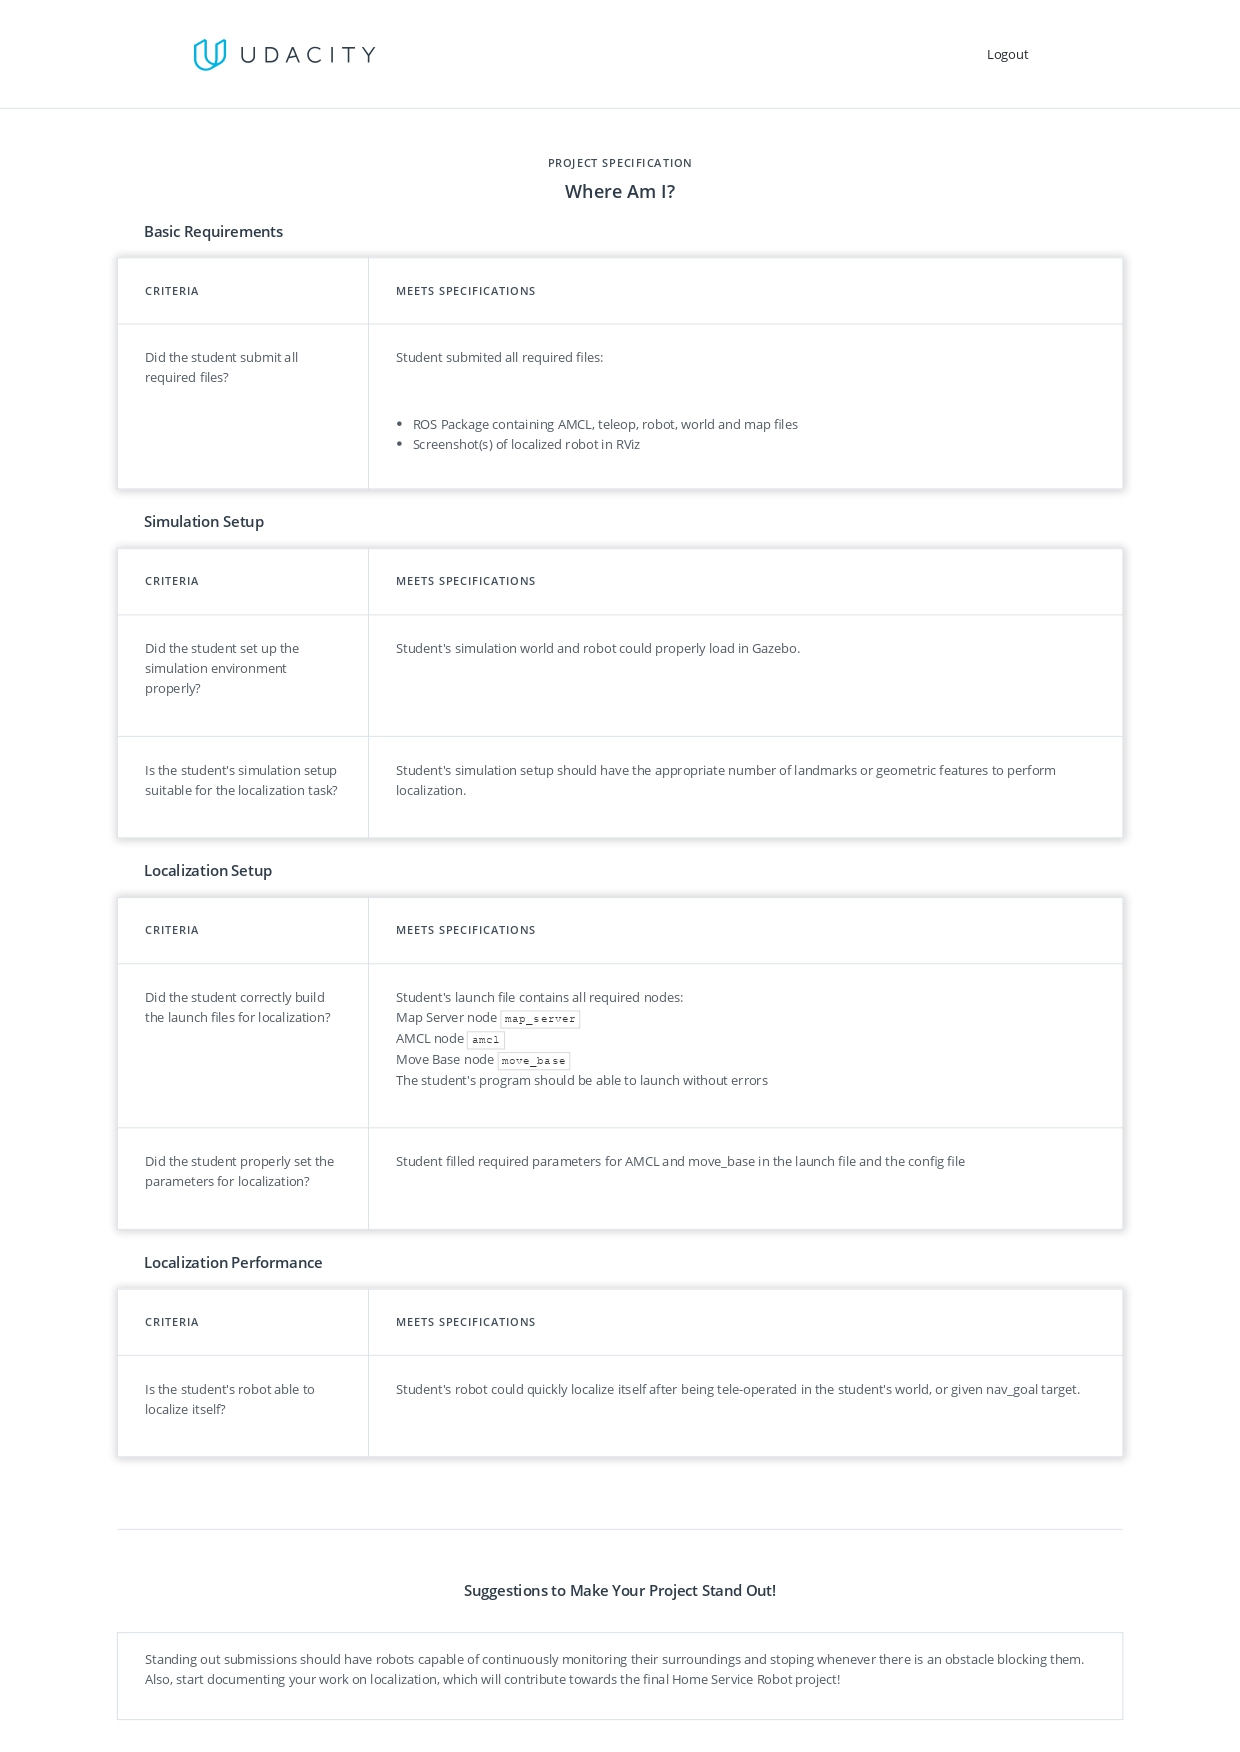 UDACITY
Logout
PROJECT SPECIFICATION
Where Am I?
Basic Requirements
CRITERIA
MEETS SPECIFICATIONS
Did the student submit all
required files?
Student submited all required files:
• ROS Package containing AMCL, teleop, robot, world and map files
• Screenshot(s) of localized robot in RViz
Simulation Setup
CRITERIA
MEETS SPECIFICATIONS
Did the student set up the
simulation environment
properly?
Student's simulation world and robot could properly load in Gazebo.
Is the student's simulation setup
suitable for the localization task?
Student's simulation setup should have the appropriate number of landmarks or geometric features to perform
localization.
Localization Setup
CRITERIA
MEETS SPECIFICATIONS
Did the student correctly build
the launch files for localization?
Student's launch file contains all required nodes:
Map Server node map_server
AMCL node amcl
Move Base node move_base
The student's program should be able to launch without errors
Did the student properly set the
parameters for localization?
Student filled required parameters for AMCL and move_base in the launch file and the config file
Localization Performance
CRITERIA
MEETS SPECIFICATIONS
Is the student's robot able to
localize itself?
Student's robot could quickly localize itself after being tele-operated in the student's world, or given nav_goal target.
Suggestions to Make Your Project Stand Out!
Standing out submissions should have robots capable of continuously monitoring their surroundings and stoping whenever there is an obstacle blocking them.
Also, start documenting your work on localization, which will contribute towards the final Home Service Robot project!